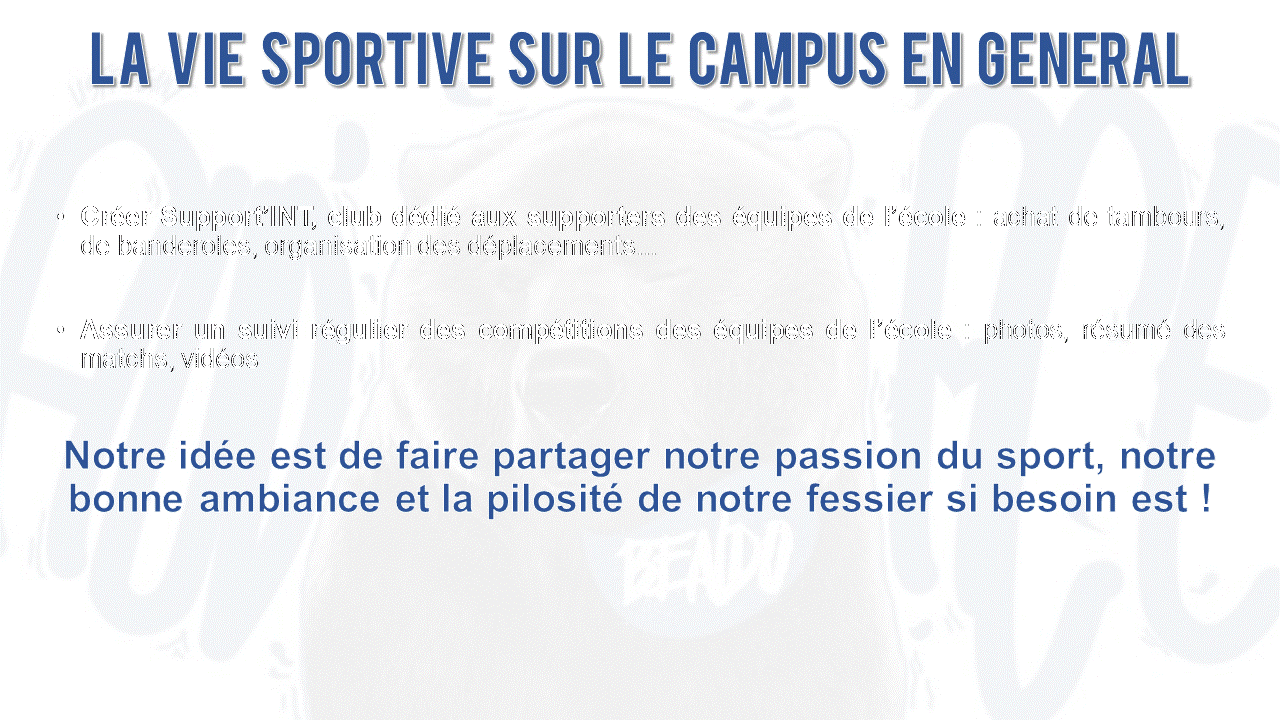 LA VIE SPORTIVE SUR LE CAMPUS EN GENERAL
• Créer Support'INT, club dédié aux supporters des équipes de l'école : achat de tambours,
de banderoles, organisation des déplacements...
• Assurer un suivi régulier des compétitions des équipes de l'école : photos, résumé des
matchs, vidéos
Notre idée est de faire partager notre passion du sport, notre
bonne ambiance et la pilosité de notre fessier si besoin est !
BENDO